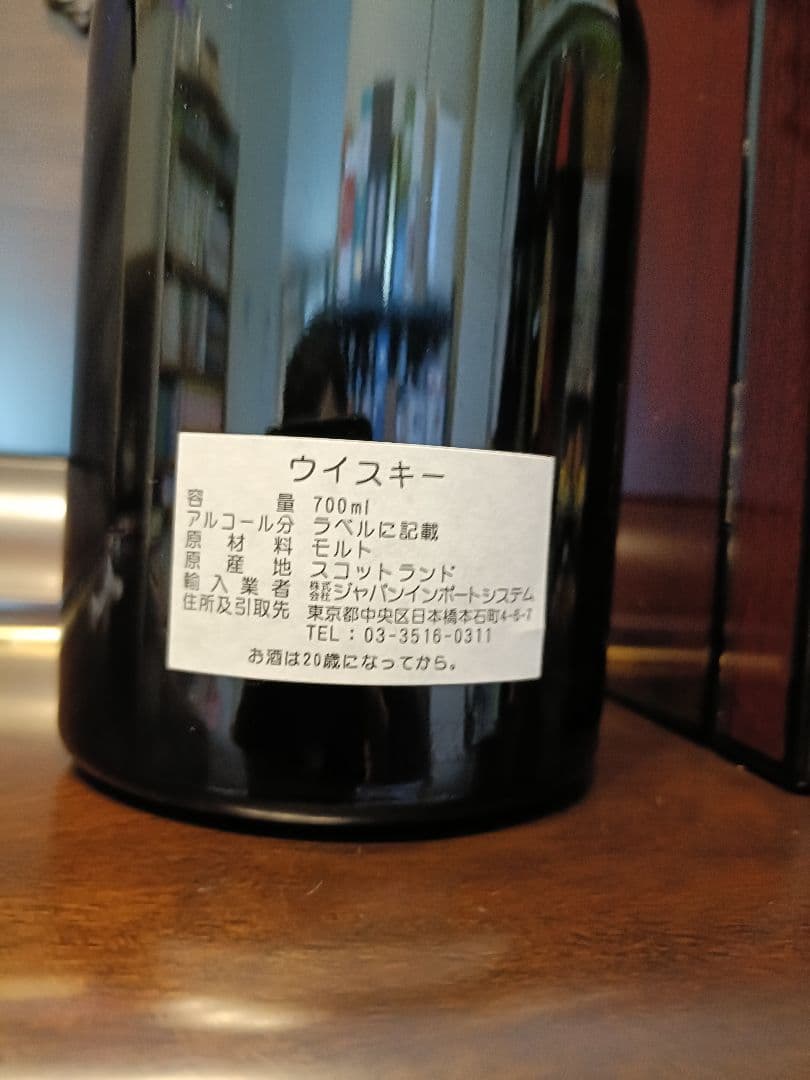 ウイスキー
容量 700ml
アルコール分 ラベルに記載
原材料 モルト
原産地 スコットランド
輸入業者 株式会社ジャパンインポートシステム
住所及引取先 東京都中央区日本橋本石町4-6-7
TEL : 03-3516-0311
お酒は20歳になってから。